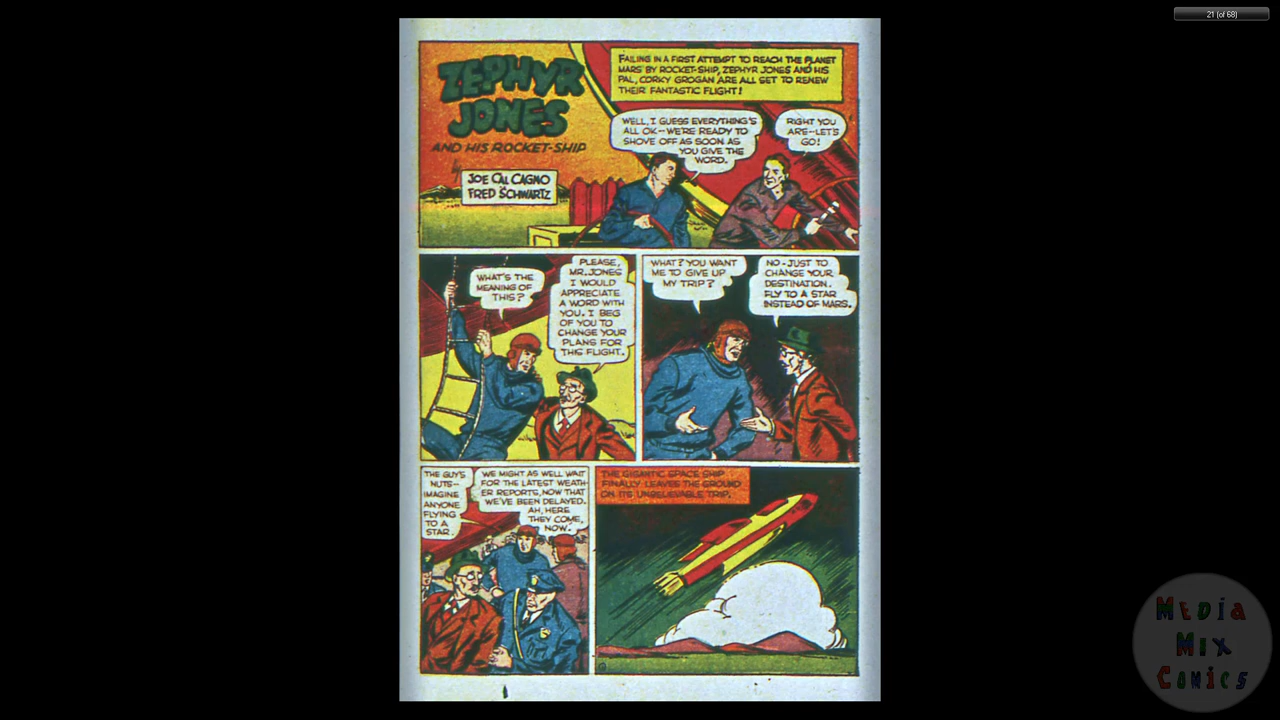 21 (of 68)
ZEPHYR
JONES
AND HIS ROCKET-SHIP
by
JOE CAL CAGNO
FRED SCHWARTZ
FAILING IN A FIRST ATTEMPT TO REACH THE PLANET
MARS BY ROCKET-SHIP, ZEPHYR JONES AND HIS
PAL, CORKY GROGAN ARE ALL SET TO RENEW
THEIR FANTASTIC FLIGHT!
WELL, I GUESS EVERYTHING'S
ALL OK--WE'RE READY TO
SHOVE OFF AS SOON AS
YOU GIVE THE
WORD.
RIGHT YOU
ARE--LET'S
GO!
WHAT'S THE
MEANING OF
THIS?
PLEASE,
MR. JONES
I WOULD
APPRECIATE
A WORD WITH
YOU. I BEG
OF YOU TO
CHANGE YOUR
PLANS FOR
THIS FLIGHT.
WHAT? YOU WANT
ME TO GIVE UP
MY TRIP?
NO-JUST TO
CHANGE YOUR
DESTINATION.
FLY TO A STAR
INSTEAD OF MARS.
THE GUY'S
NUTS--
IMAGINE
ANYONE
FLYING
TO A
STAR.
WE MIGHT AS WELL WAIT
FOR THE LATEST WEATH-
ER REPORTS, NOW THAT
WE'VE BEEN DELAYED.
AH, HERE
THEY COME,
NOW.
THE GIGANTIC SPACE SHIP
FINALLY LEAVES THE GROUND
ON ITS UNBELIEVABLE TRIP.
1
MEDIA
MIX
COMICS